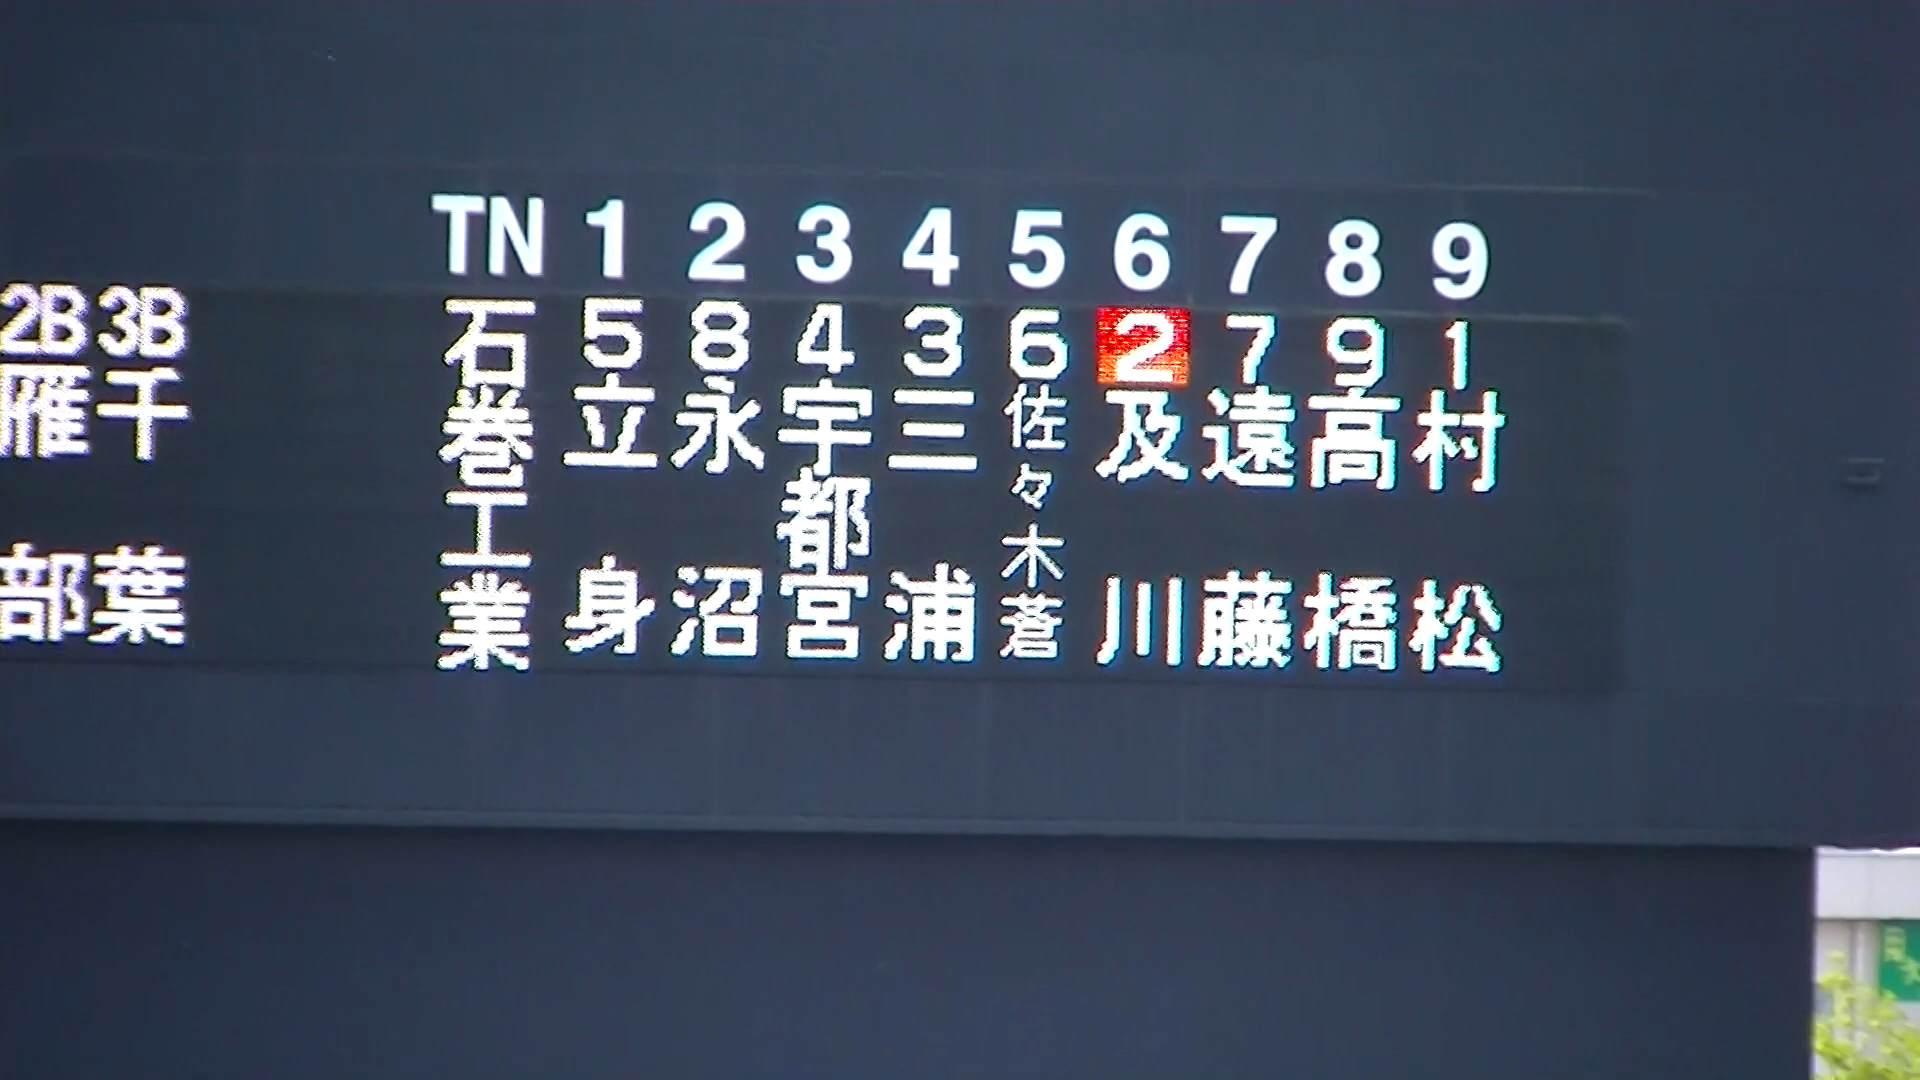 TN 1 2 3 4 5 6 7 8 9
2B 3B
雁部
千葉
石巻工業
5 立身
8 永沼
4 宇都宮
3 三浦
6 佐々木蒼
2 及川
7 遠藤
9 高橋
1 村松